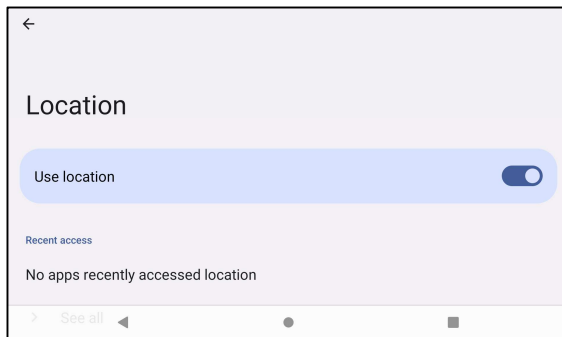 Location
Use location
Recent access
No apps recently accessed location
See all